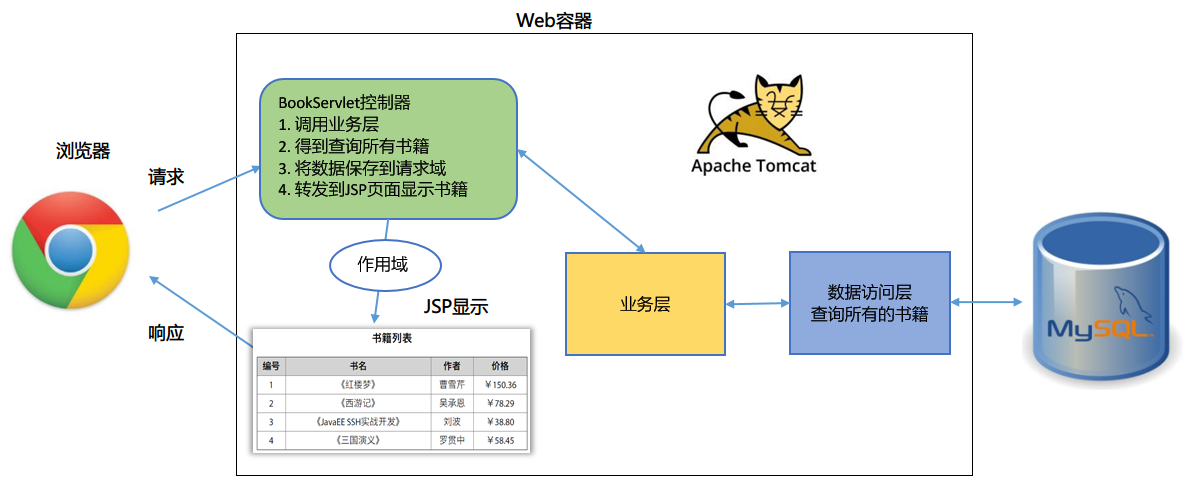 Web容器
浏览器
请求
响应
BookServlet控制器
1. 调用业务层
2. 得到查询所有书籍
3. 将数据保存到请求域
4. 转发到JSP页面显示书籍
Apache Tomcat
作用域
JSP显示
书籍列表
编号 书名 作者 价格
1 《红楼梦》 曹雪芹 ￥150.36
2 《西游记》 吴承恩 ￥78.29
3 《JavaEE SSH实战开发》 刘波 ￥38.80
4 《三国演义》 罗贯中 ￥58.45
业务层
数据访问层
查询所有的书籍
MySQL